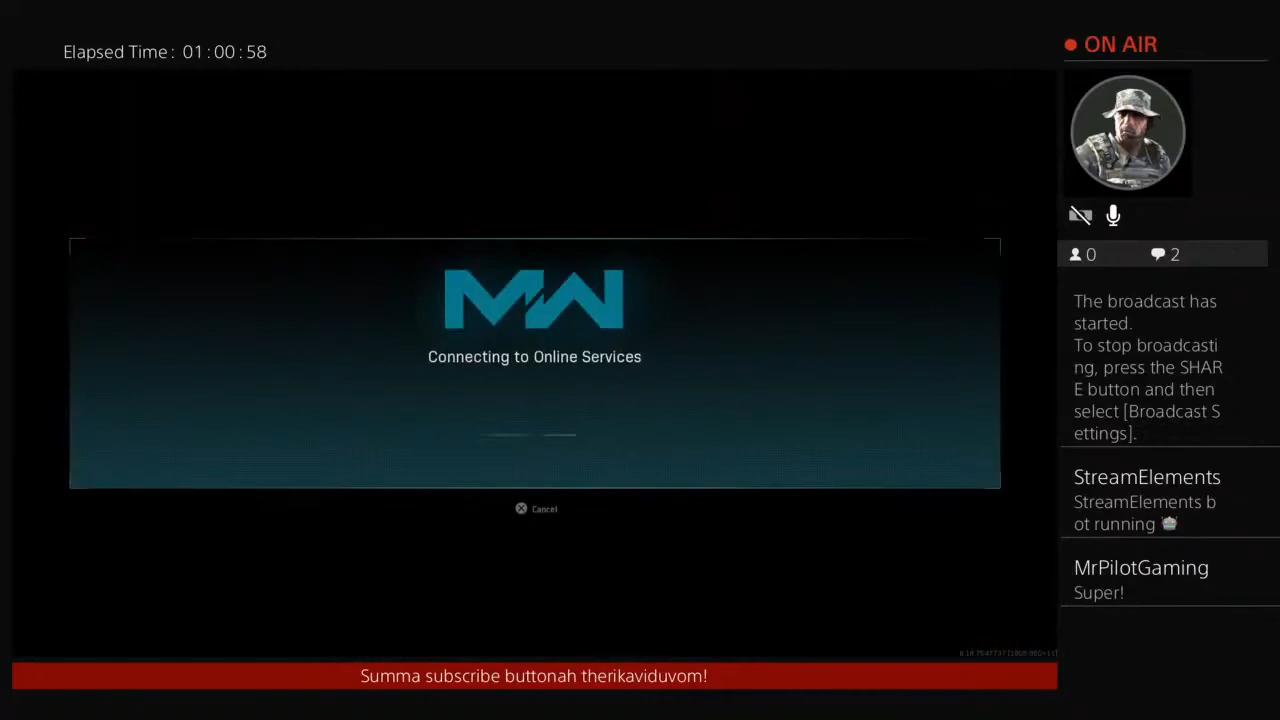 Elapsed Time: 01:00:58
ON AIR
0 2
MW
Connecting to Online Services
Cancel
The broadcast has
started.
To stop broadcasti
ng, press the SHAR
E button and then
select [Broadcast S
ettings].
StreamElements
StreamElements b
ot running 🤖
MrPilotGaming
Super!
Summa subscribe buttonah therikaviduvom!